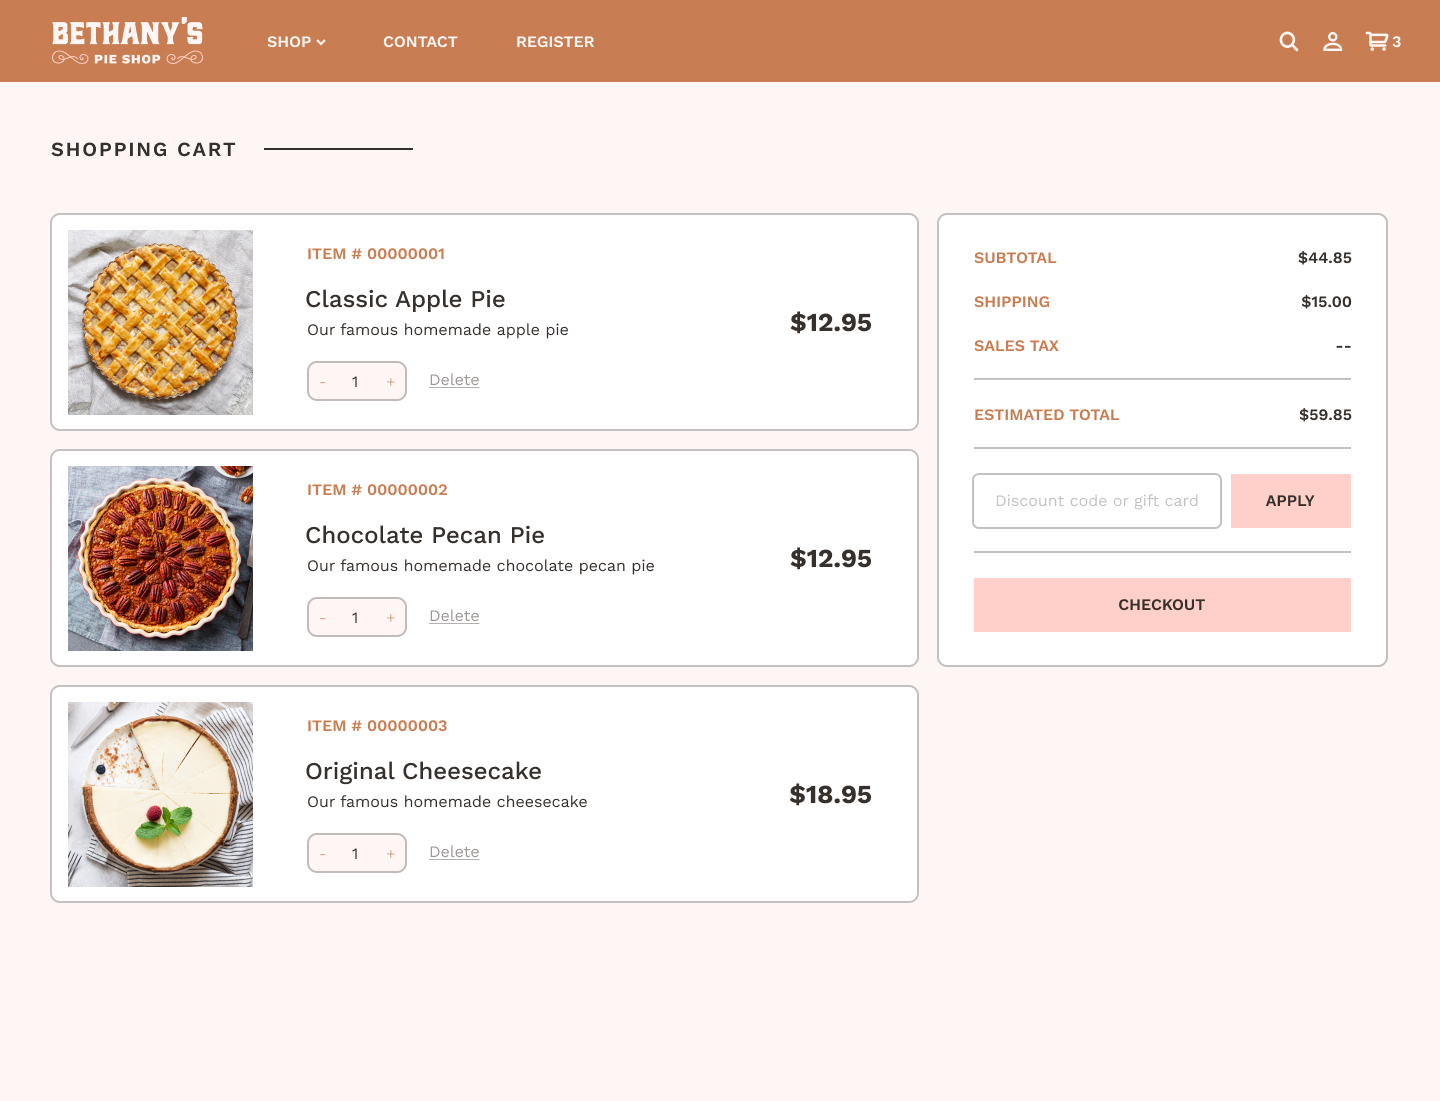 BETHANY'S
PIE SHOP
SHOP
CONTACT
REGISTER
3
SHOPPING CART
ITEM # 00000001
Classic Apple Pie
Our famous homemade apple pie
$12.95
- 1 +
Delete
ITEM # 00000002
Chocolate Pecan Pie
Our famous homemade chocolate pecan pie
$12.95
- 1 +
Delete
ITEM # 00000003
Original Cheesecake
Our famous homemade cheesecake
$18.95
- 1 +
Delete
SUBTOTAL $44.85
SHIPPING $15.00
SALES TAX --
ESTIMATED TOTAL $59.85
Discount code or gift card
APPLY
CHECKOUT